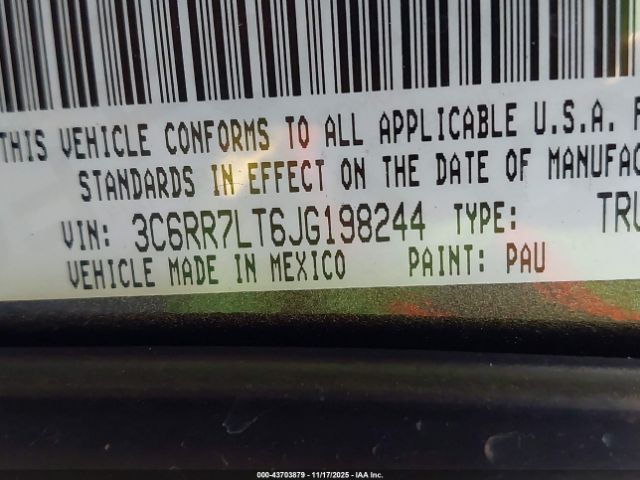 THIS VEHICLE CONFORMS TO ALL APPLICABLE U.S.A.
STANDARDS IN EFFECT ON THE DATE OF MANUFAC
VIN: 3C6RR7LT6JG198244 TYPE: TRU
VEHICLE MADE IN MEXICO PAINT: PAU
000-43703879 - 11/17/2025 - IAA Inc.